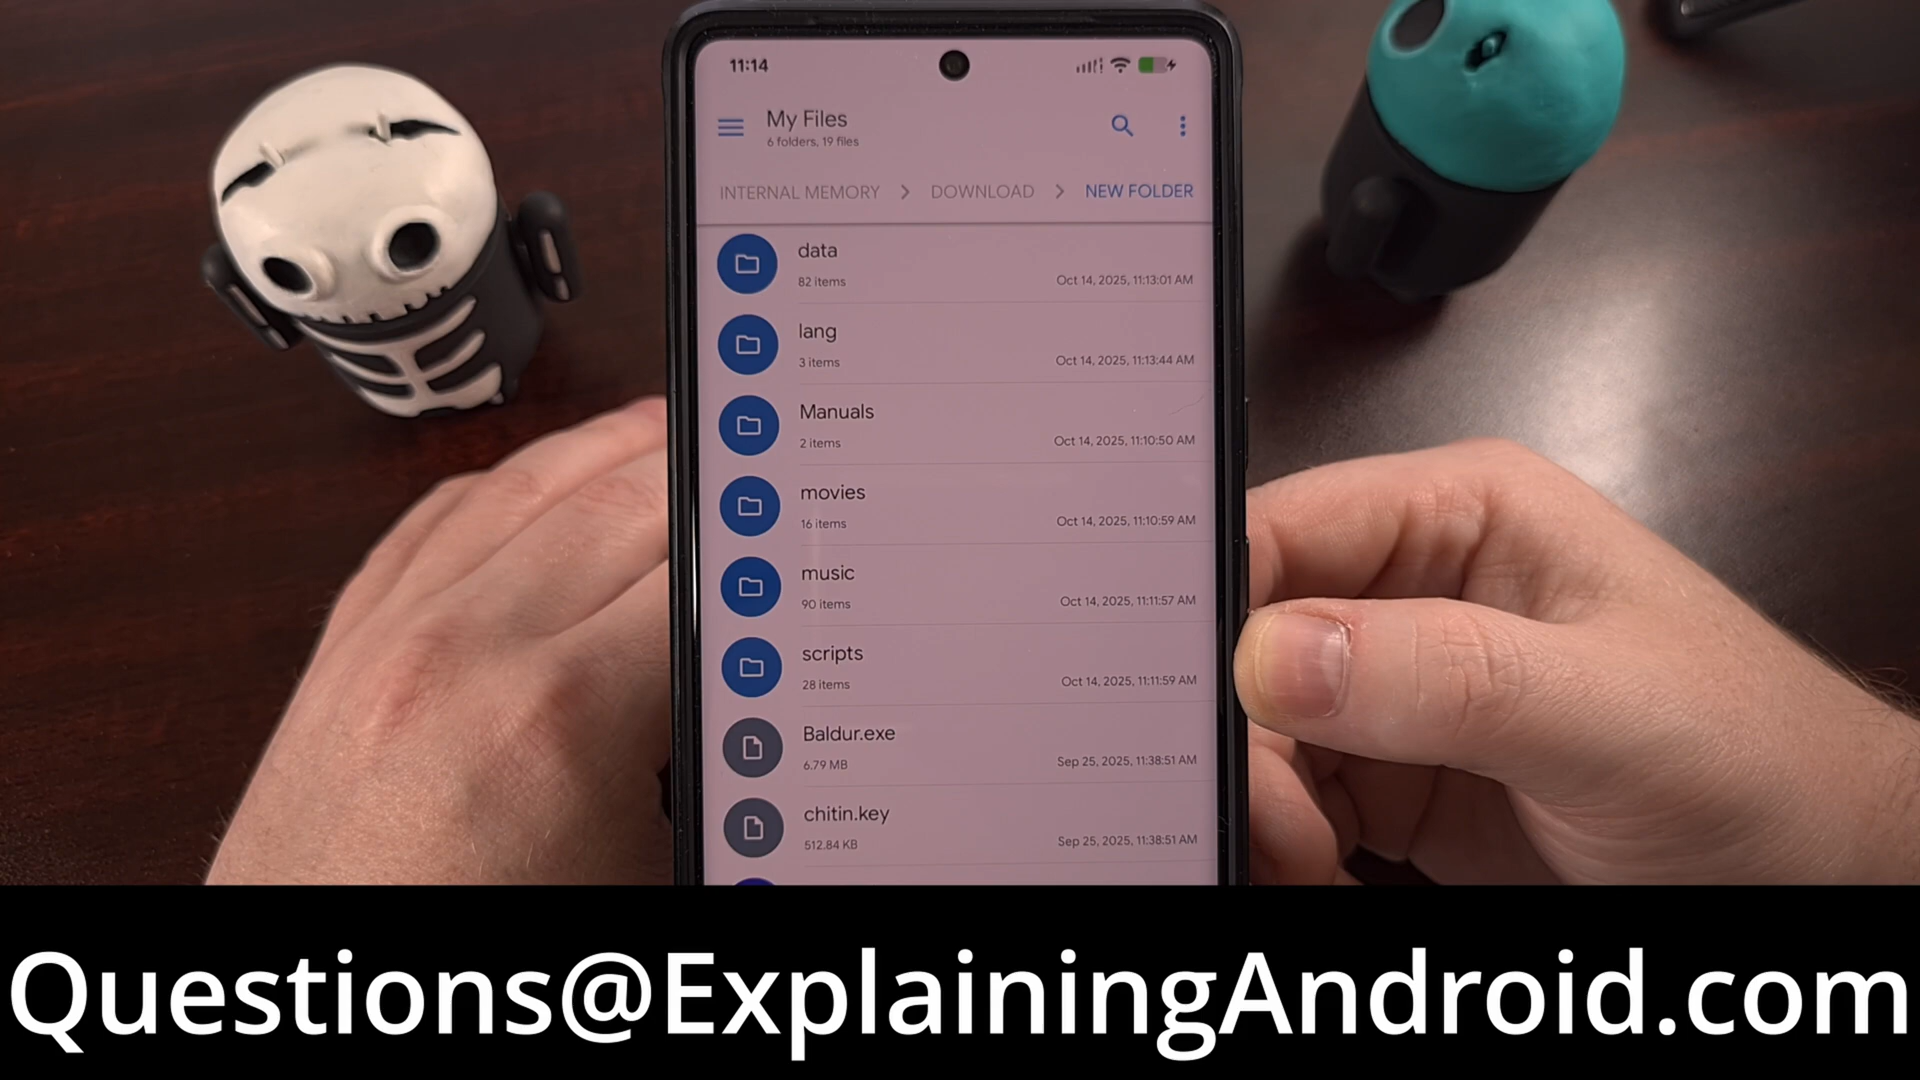 11:14
My Files
6 folders, 19 files
INTERNAL MEMORY > DOWNLOAD > NEW FOLDER
data
82 items Oct 14, 2025, 11:13:01 AM
lang
3 items Oct 14, 2025, 11:13:44 AM
Manuals
2 items Oct 14, 2025, 11:10:50 AM
movies
16 items Oct 14, 2025, 11:10:59 AM
music
90 items Oct 14, 2025, 11:11:57 AM
scripts
28 items Oct 14, 2025, 11:11:59 AM
Baldur.exe
6.79 MB Sep 25, 2025, 11:38:51 AM
chitin.key
512.84 KB Sep 25, 2025, 11:38:51 AM
Questions@ExplainingAndroid.com